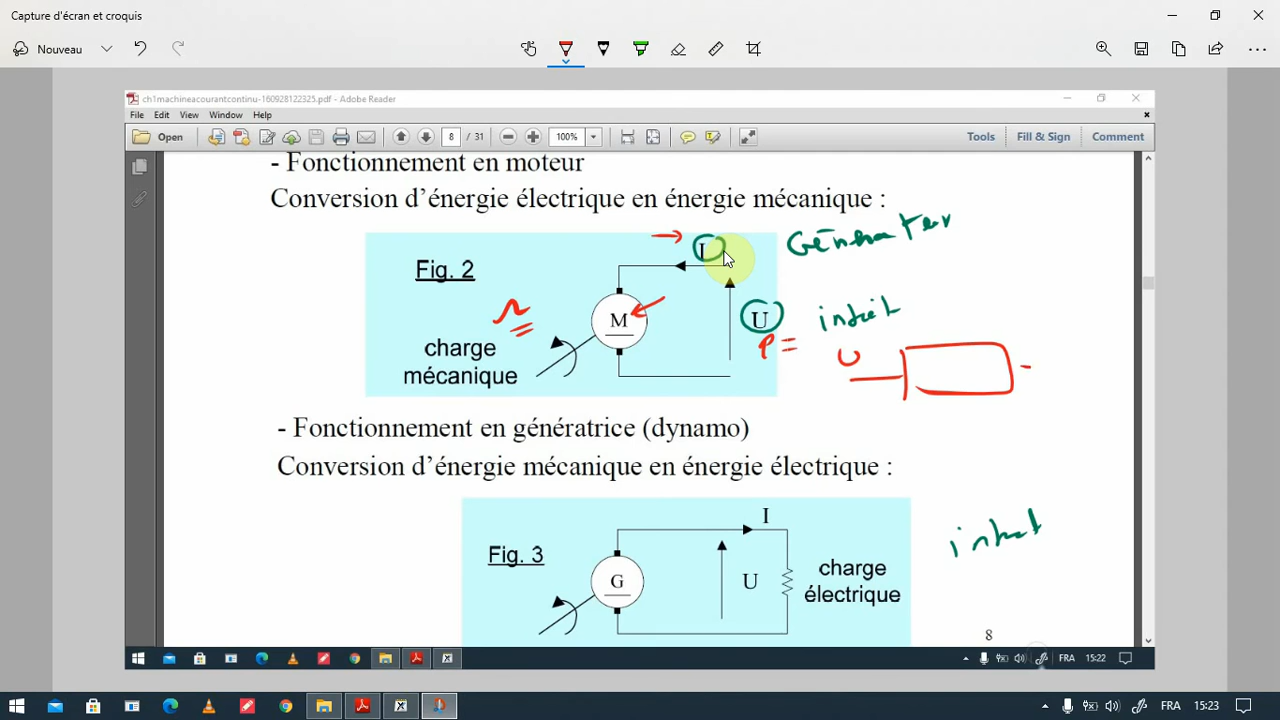 Capture d'écran et croquis
Nouveau
ch1machineacourantcontinu-160928122325.pdf - Adobe Reader
File Edit View Window Help
Open 8 / 31 100% Tools Fill & Sign Comment
- Fonctionnement en moteur
Conversion d'énergie électrique en énergie mécanique :
Fig. 2
I
M
U
charge
mécanique
U
- Fonctionnement en génératrice (dynamo)
Conversion d'énergie mécanique en énergie électrique :
Fig. 3
I
G
U
charge
électrique
8
FRA 15:22
FRA 15:23